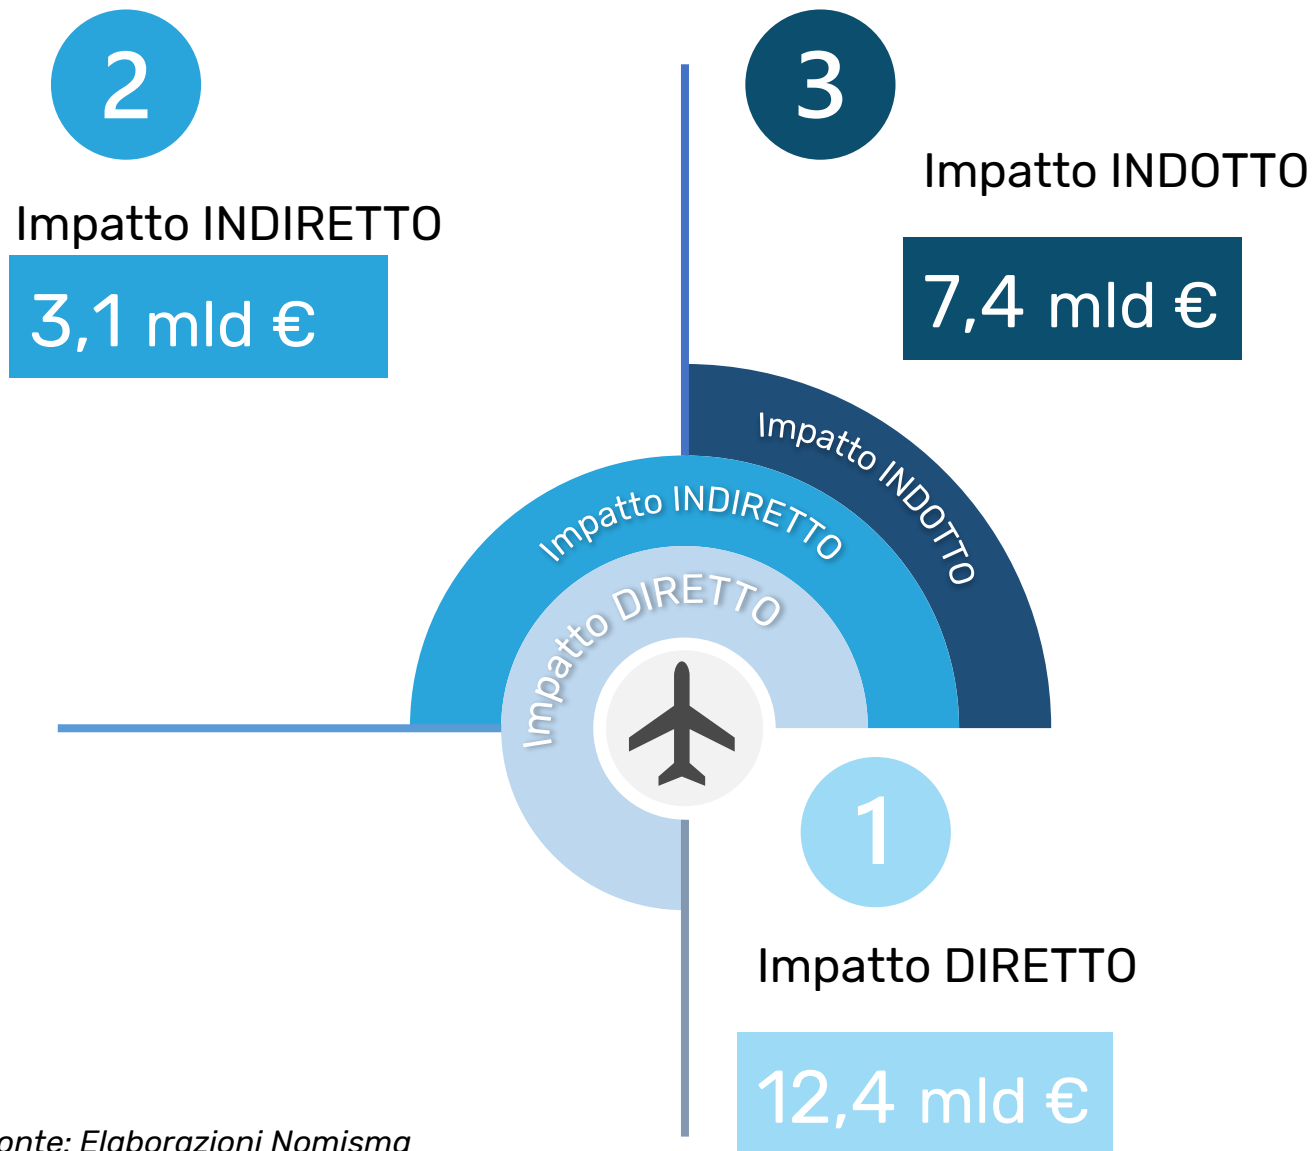 2
Impatto INDIRETTO
3,1 mld €
3
Impatto INDOTTO
7,4 mld €
Impatto INDOTTO
Impatto INDIRETTO
Impatto DIRETTO
1
Impatto DIRETTO
12,4 mld €
onte: Elaborazioni Nomisma